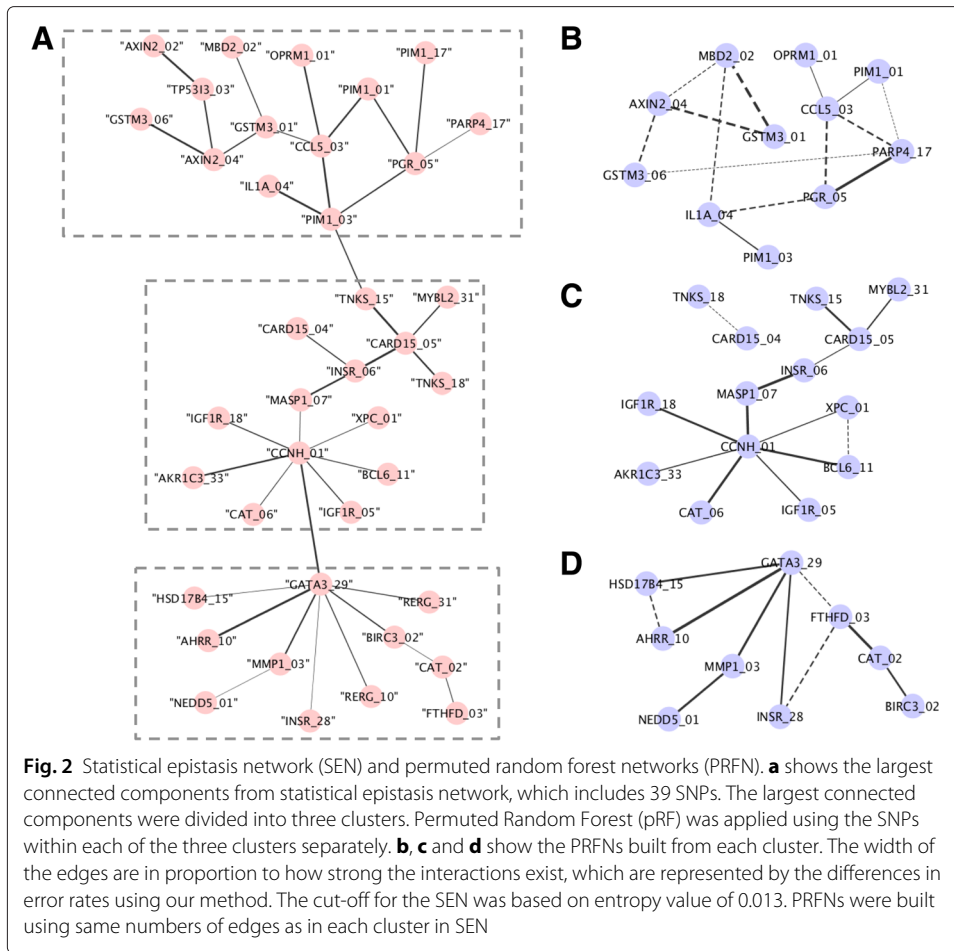 A
B
"AXIN2_02"
"MBD2_02"
"OPRM1_01"
"PIM1_17"
"TP53I3_03"
"PIM1_01"
"GSTM3_06"
"GSTM3_01"
"PARP4_17"
"CCL5_03"
"AXIN2_04"
"PGR_05"
"IL1A_04"
"PIM1_03"
MBD2_02
OPRM1_01
PIM1_01
AXIN2_04
CCL5_03
GSTM3_01
PARP4_17
GSTM3_06
PGR_05
IL1A_04
PIM1_03
"TNKS_15"
"MYBL2_31"
"CARD15_04"
"CARD15_05"
"INSR_06"
"TNKS_18"
"MASP1_07"
"IGF1R_18"
"XPC_01"
"CCNH_01"
"AKR1C3_33"
"BCL6_11"
"CAT_06"
"IGF1R_05"
C
TNKS_18
TNKS_15
MYBL2_31
CARD15_04
CARD15_05
INSR_06
MASP1_07
IGF1R_18
XPC_01
CCNH_01
BCL6_11
AKR1C3_33
CAT_06
IGF1R_05
"GATA3_29"
"HSD17B4_15"
"RERG_31"
"AHRR_10"
"BIRC3_02"
"MMP1_03"
"CAT_02"
"NEDD5_01"
"RERG_10"
"INSR_28"
"FTHFD_03"
D
GATA3_29
HSD17B4_15
FTHFD_03
AHRR_10
CAT_02
MMP1_03
BIRC3_02
NEDD5_01
INSR_28
Fig. 2 Statistical epistasis network (SEN) and permuted random forest networks (PRFN). a shows the largest
connected components from statistical epistasis network, which includes 39 SNPs. The largest connected
components were divided into three clusters. Permuted Random Forest (pRF) was applied using the SNPs
within each of the three clusters separately. b, c and d show the PRFNs built from each cluster. The width of
the edges are in proportion to how strong the interactions exist, which are represented by the differences in
error rates using our method. The cut-off for the SEN was based on entropy value of 0.013. PRFNs were built
using same numbers of edges as in each cluster in SEN